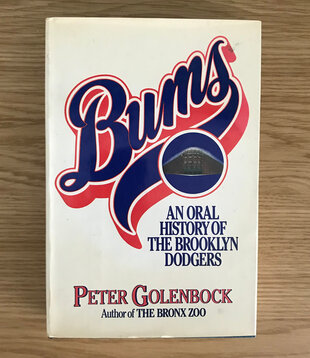 Bums
AN ORAL
HISTORY OF
THE BROOKLYN
DODGERS
PETER GOLENBOCK
Author of THE BRONX ZOO